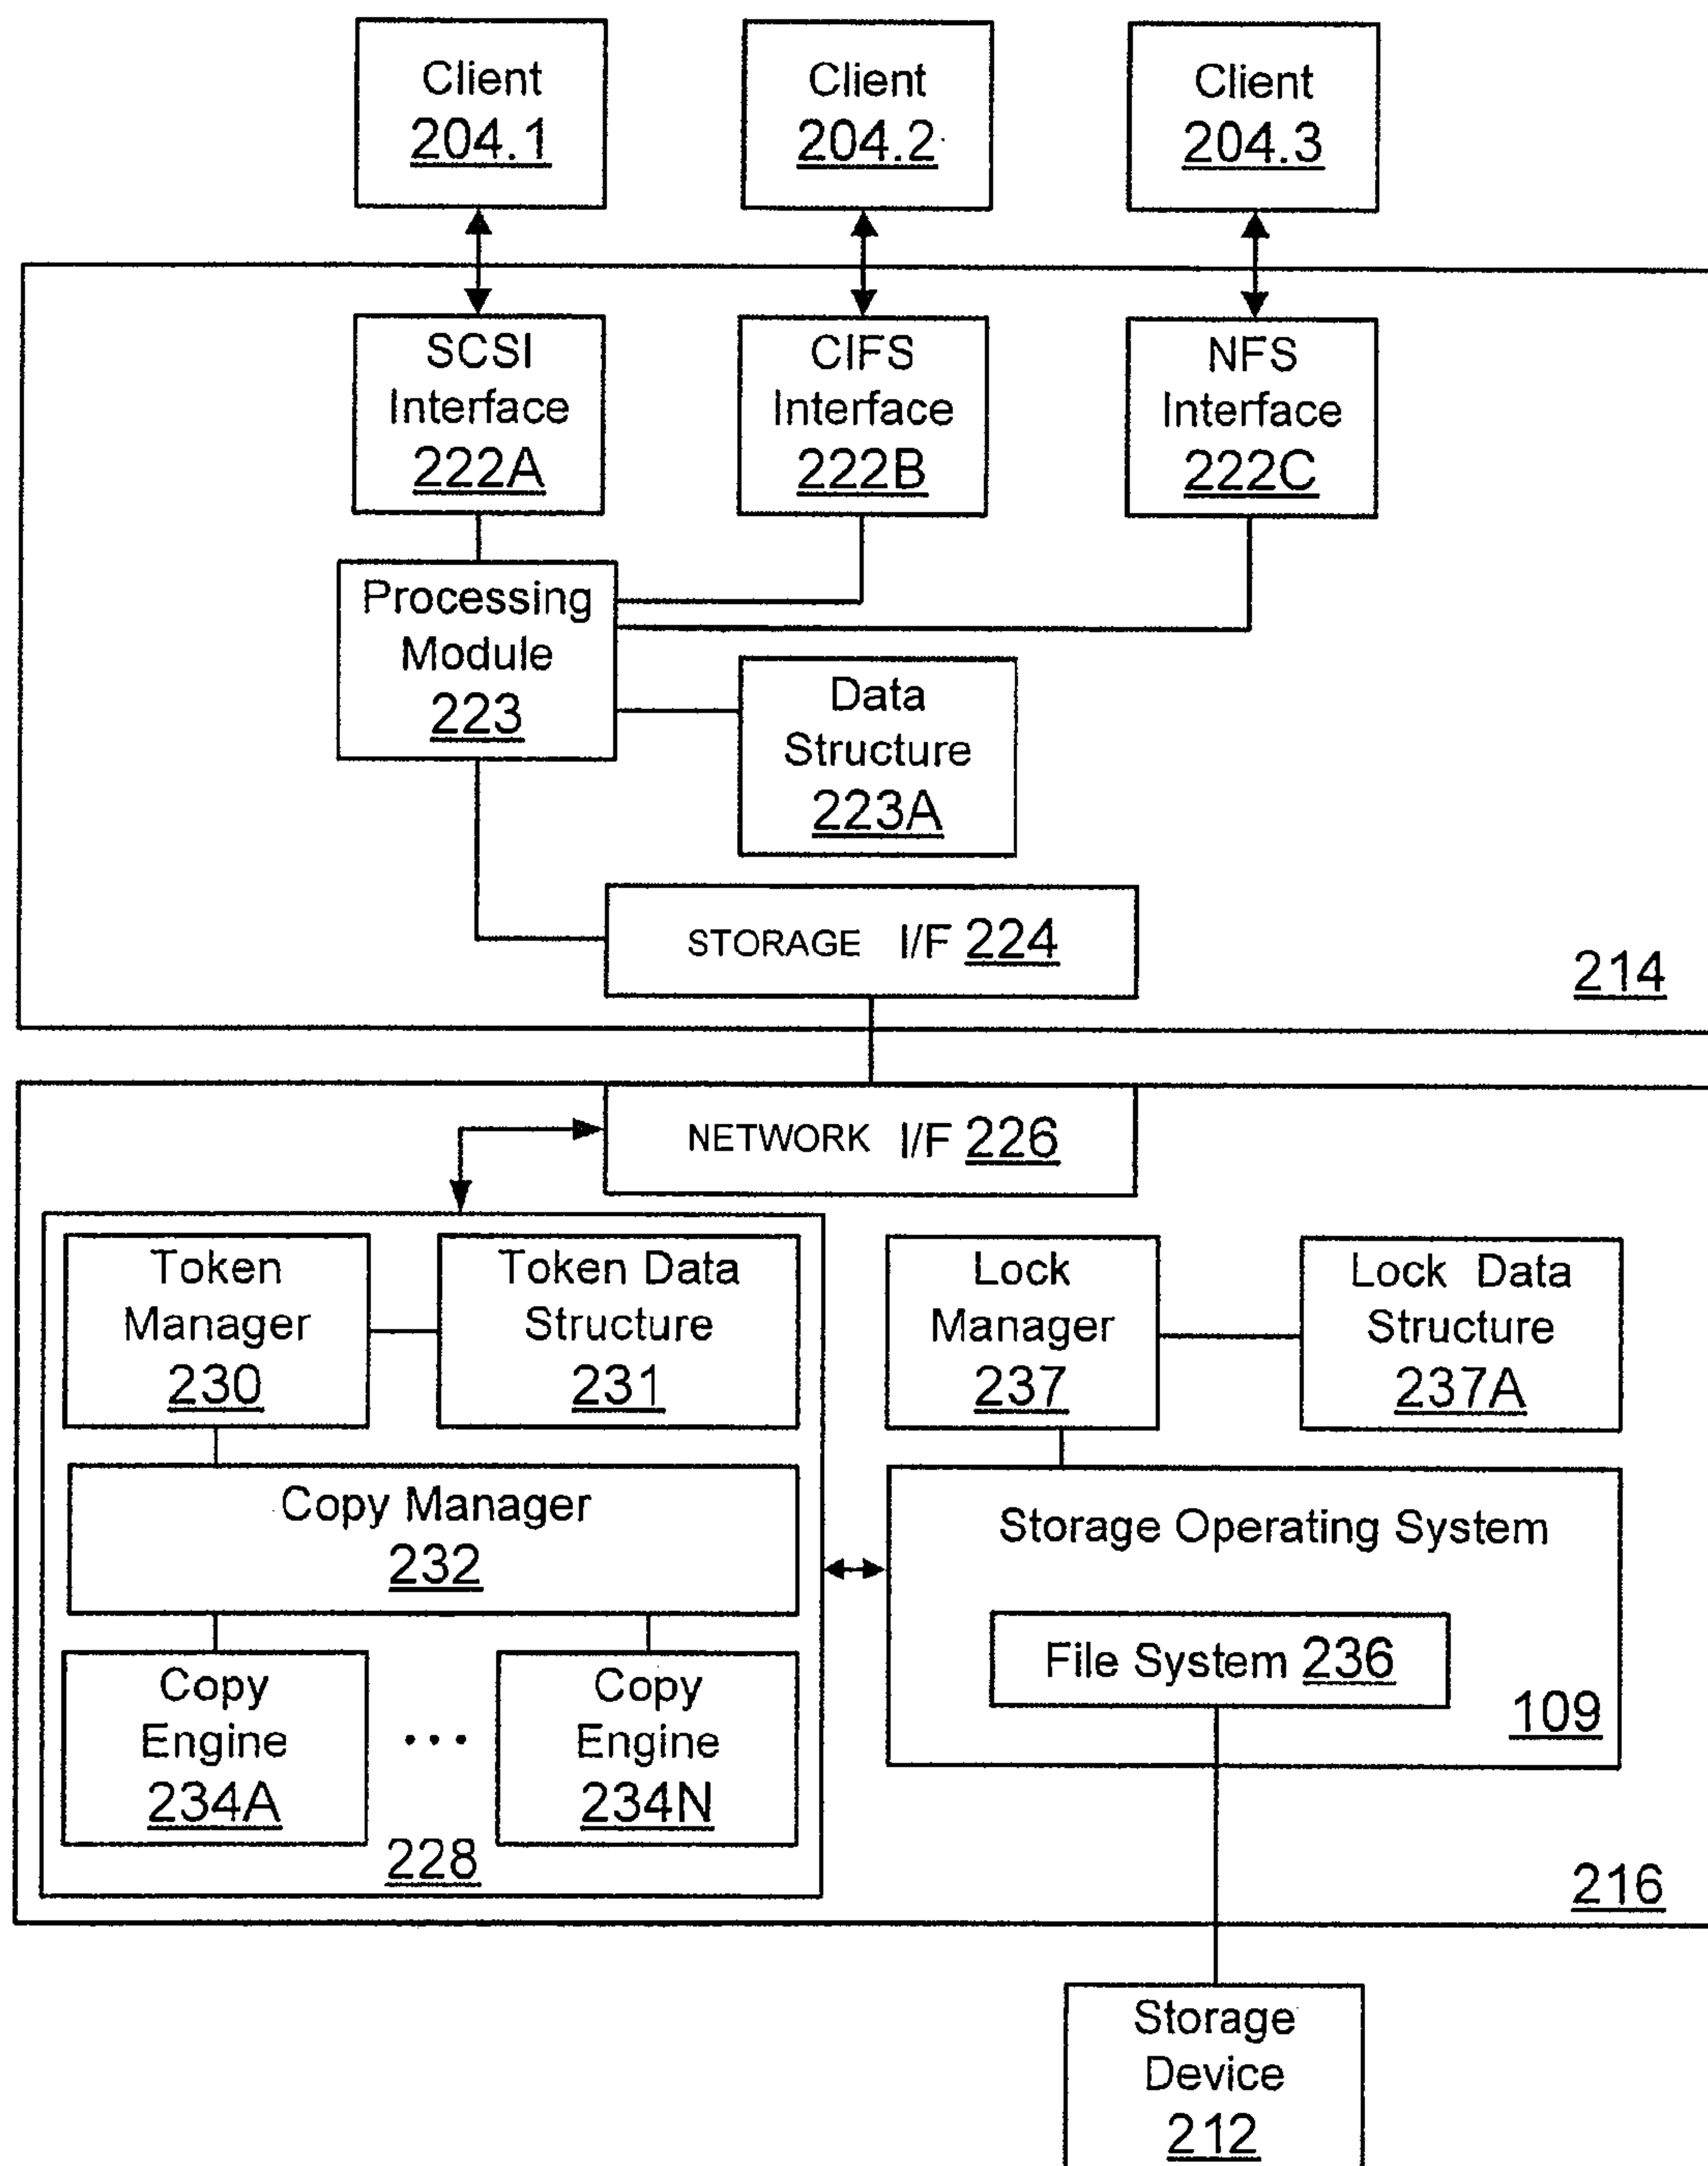 Client
204.1
Client
204.2
Client
204.3
SCSI
Interface
222A
CIFS
Interface
222B
NFS
Interface
222C
Processing
Module
223
Data
Structure
223A
STORAGE I/F 224
214
NETWORK I/F 226
Token
Manager
230
Token Data
Structure
231
Lock
Manager
237
Lock Data
Structure
237A
Copy Manager
232
Storage Operating System
File System 236
109
Copy
Engine
234A
...
Copy
Engine
234N
228
216
Storage
Device
212